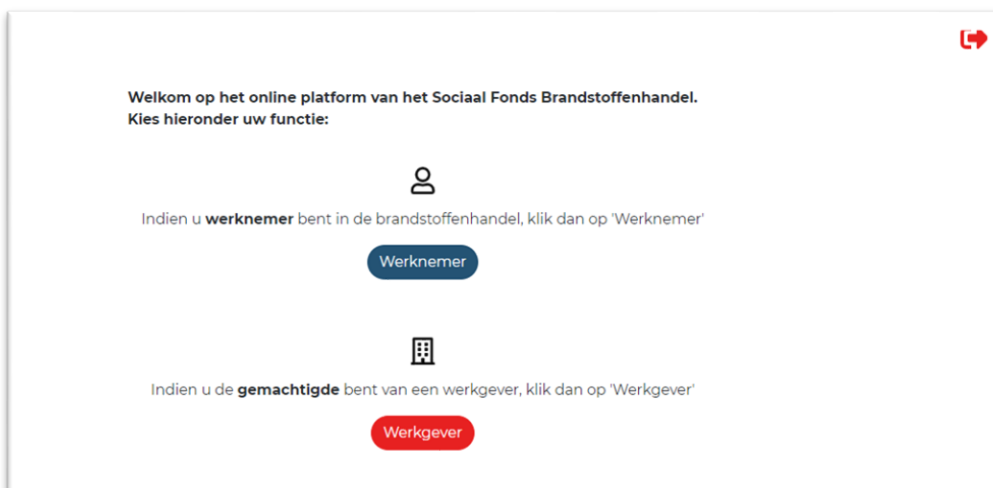 Welkom op het online platform van het Sociaal Fonds Brandstoffenhandel.
Kies hieronder uw functie:
Indien u werknemer bent in de brandstoffenhandel, klik dan op 'Werknemer'
Werknemer
Indien u de gemachtigde bent van een werkgever, klik dan op 'Werkgever'
Werkgever